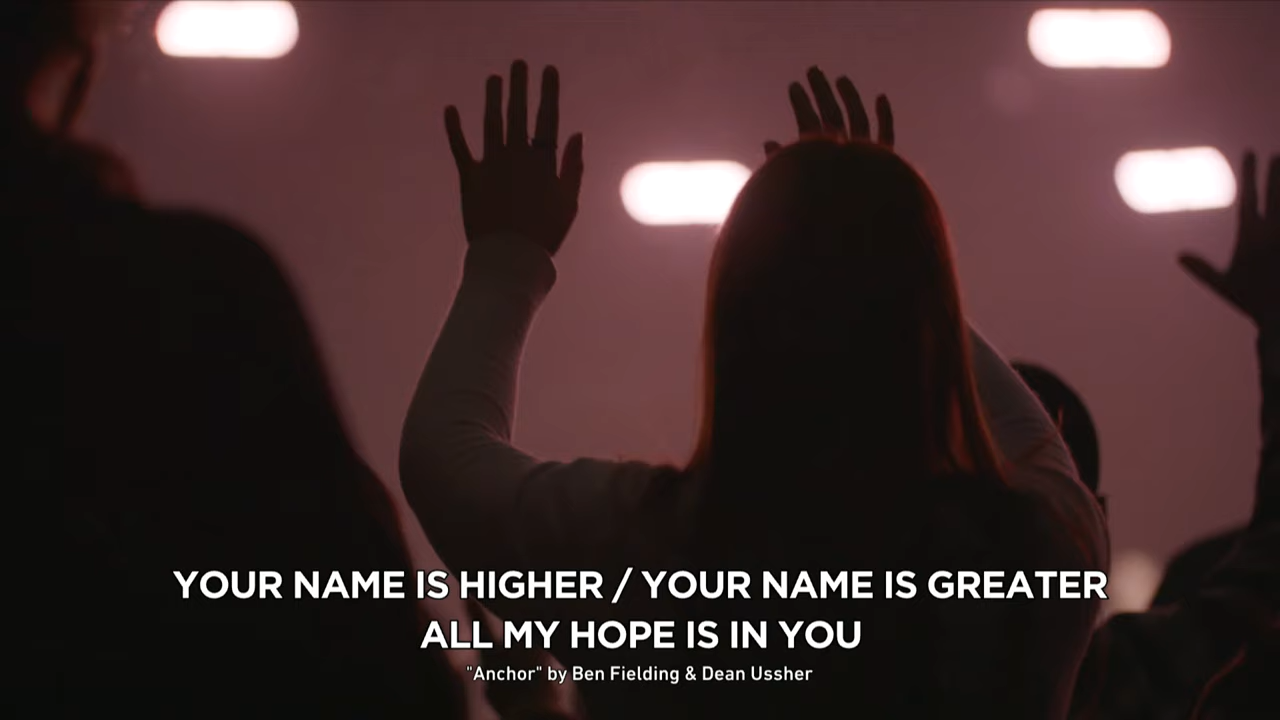 YOUR NAME IS HIGHER / YOUR NAME IS GREATER
ALL MY HOPE IS IN YOU
"Anchor" by Ben Fielding & Dean Ussher